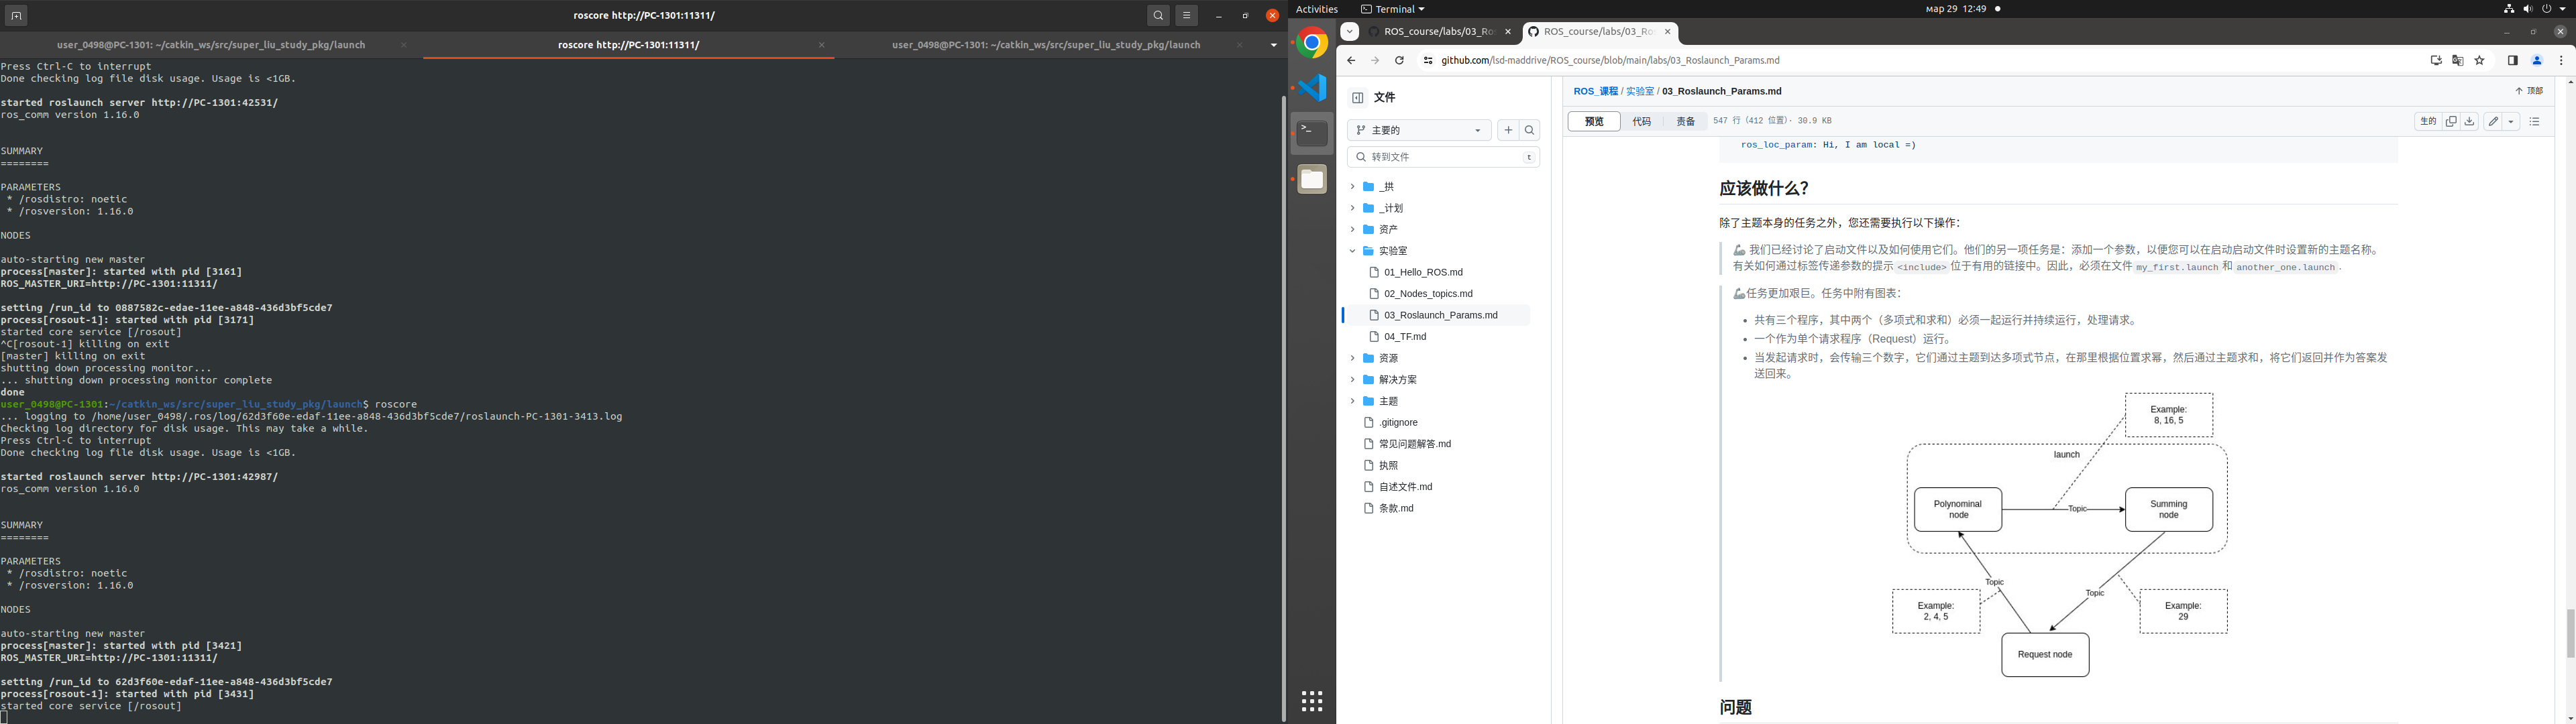 roscore http://PC-1301:11311/
user_0498@PC-1301: ~/catkin_ws/src/super_liu_study_pkg/launch
roscore http://PC-1301:11311/
user_0498@PC-1301: ~/catkin_ws/src/super_liu_study_pkg/launch
Press Ctrl-C to interrupt
Done checking log file disk usage. Usage is <1GB.
started roslaunch server http://PC-1301:42531/
ros_comm version 1.16.0
SUMMARY
========
PARAMETERS
* /rosdistro: noetic
* /rosversion: 1.16.0
NODES
auto-starting new master
process[master]: started with pid [3161]
ROS_MASTER_URI=http://PC-1301:11311/
setting /run_id to 0887582c-edae-11ee-a848-436d3bf5cde7
process[rosout-1]: started with pid [3171]
started core service [/rosout]
^C[rosout-1] killing on exit
[master] killing on exit
shutting down processing monitor...
... shutting down processing monitor complete
done
user_0498@PC-1301:~/catkin_ws/src/super_liu_study_pkg/launch$ roscore
... logging to /home/user_0498/.ros/log/62d3f60e-edaf-11ee-a848-436d3bf5cde7/roslaunch-PC-1301-3413.log
Checking log directory for disk usage. This may take a while.
Press Ctrl-C to interrupt
Done checking log file disk usage. Usage is <1GB.
started roslaunch server http://PC-1301:42987/
ros_comm version 1.16.0
SUMMARY
========
PARAMETERS
* /rosdistro: noetic
* /rosversion: 1.16.0
NODES
auto-starting new master
process[master]: started with pid [3421]
ROS_MASTER_URI=http://PC-1301:11311/
setting /run_id to 62d3f60e-edaf-11ee-a848-436d3bf5cde7
process[rosout-1]: started with pid [3431]
started core service [/rosout]
Activities
Terminal
мар 29 12:49
ROS_course/labs/03_Ro
ROS_course/labs/03_Ro
github.com/lsd-maddrive/ROS_course/blob/main/labs/03_Roslaunch_Params.md
文件
主要的
转到文件
t
_拱
_计划
资产
实验室
01_Hello_ROS.md
02_Nodes_topics.md
03_Roslaunch_Params.md
04_TF.md
资源
解决方案
主题
.gitignore
常见问题解答.md
执照
自述文件.md
条款.md
ROS_课程 / 实验室 / 03_Roslaunch_Params.md
顶部
预览
代码
责备
547 行（412 位置）· 30.9 KB
生的
ros_loc_param: Hi, I am local =)
应该做什么？
除了主题本身的任务之外，您还需要执行以下操作：
💪 我们已经讨论了启动文件以及如何使用它们。他们的另一项任务是：添加一个参数，以便您可以在启动启动文件时设置新的主题名称。
有关如何通过标签传递参数的提示<include>位于有用的链接中。因此，必须在文件my_first.launch和another_one.launch.
💪任务更加艰巨。任务中附有图表：
• 共有三个程序，其中两个（多项式和求和）必须一起运行并持续运行，处理请求。
• 一个作为单个请求程序（Request）运行。
• 当发起请求时，会传输三个数字，它们通过主题到达多项式节点，在那里根据位置求幂，然后通过主题求和，将它们返回并作为答案发
送回来。
Example:
8, 16, 5
launch
Polynominal
node
Topic
Summing
node
Topic
Topic
Example:
2, 4, 5
Example:
29
Request node
问题